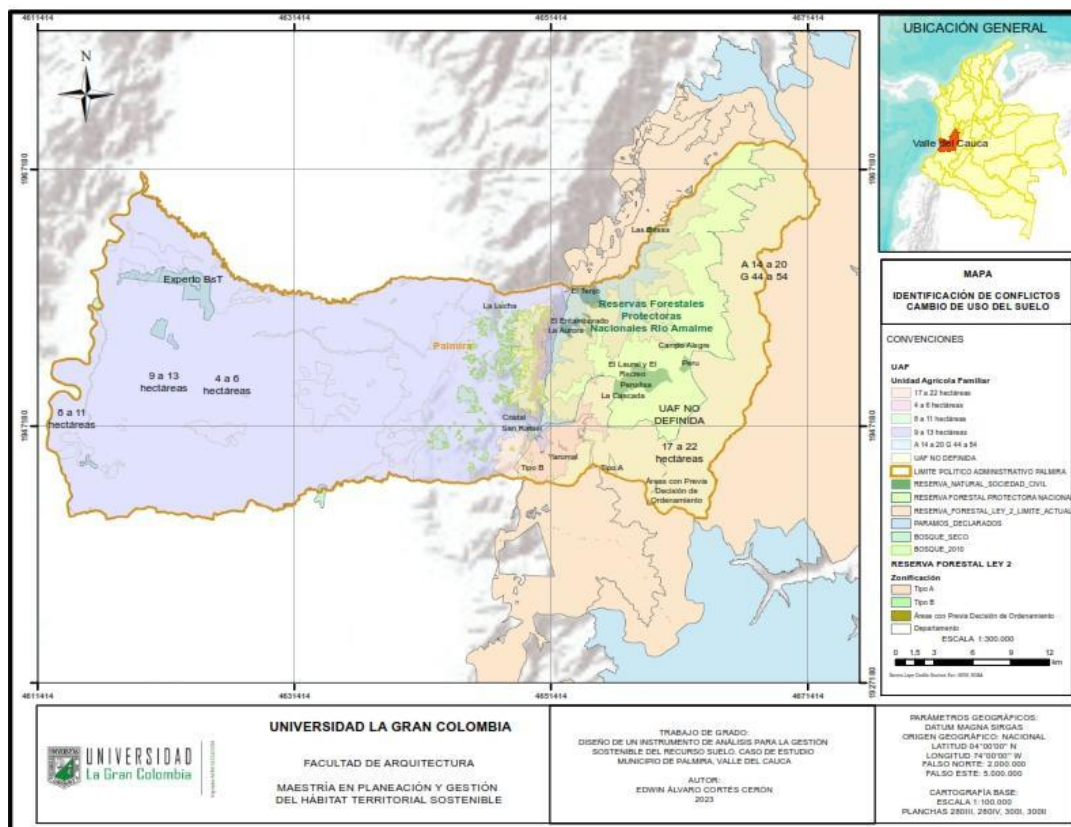 4611414
4631414
4651414
4671414
N
1967180
1967180
1947180
1947180
1927180
Experto BsT
9 a 13
hectáreas
4 a 6
hectáreas
8 a 11
hectáreas
Palmira
La Lucha
El Tenjo
El Entamborado
La Aurora
Reservas Forestales
Protectoras
Nacionales Río Amaime
Campo Alegre
Peru
El Laurel y El
Recreo
Penolisa
La Cascada
UAF NO
DEFINIDA
17 a 22
hectáreas
A 14 a 20
G 44 a 54
Cristal
San Rafael
Yarumal
Tipo B
Tipo A
Áreas con Previa
Decisión de
Ordenamiento
4611414
4631414
4651414
4671414
UBICACIÓN GENERAL
Valle del Cauca
MAPA
IDENTIFICACIÓN DE CONFLICTOS
CAMBIO DE USO DEL SUELO
CONVENCIONES
UAF
Unidad Agrícola Familiar
17 a 22 hectáreas
4 a 6 hectáreas
8 a 11 hectáreas
9 a 13 hectáreas
A 14 a 20 G 44 a 54
UAF NO DEFINIDA
LIMITE POLITICO ADMINISTRATIVO PALMIRA
RESERVA_NATURAL_SOCIEDAD_CIVIL
RESERVA FORESTAL PROTECTORA NACIONAL
RESERVA_FORESTAL_LEY_2_LIMITE_ACTUAL
PARAMOS_DECLARADOS
BOSQUE_SECO
BOSQUE_2010
RESERVA FORESTAL LEY 2
Zonificación
Tipo A
Tipo B
Áreas con Previa Decisión de Ordenamiento
Departamento
ESCALA 1:300.000
0 1,5 3 6 9 12
km
UNIVERSIDAD
La Gran Colombia
UNIVERSIDAD LA GRAN COLOMBIA
FACULTAD DE ARQUITECTURA
MAESTRÍA EN PLANEACIÓN Y GESTIÓN
DEL HÁBITAT TERRITORIAL SOSTENIBLE
TRABAJO DE GRADO:
DISEÑO DE UN INSTRUMENTO DE ANÁLISIS PARA LA GESTIÓN
SOSTENIBLE DEL RECURSO SUELO. CASO DE ESTUDIO
MUNICIPIO DE PALMIRA, VALLE DEL CAUCA
AUTOR:
EDWIN ÁLVARO CORTÉS CERÓN
2023
PARÁMETROS GEOGRÁFICOS:
DATUM MAGNA SIRGAS
ORIGEN GEOGRÁFICO: NACIONAL
LATITUD 04°00'00" N
LONGITUD 74°00'00" W
FALSO NORTE: 2.000.000
FALSO ESTE: 5.000.000
CARTOGRAFÍA BASE:
ESCALA 1:100.000
PLANCHAS 280III, 280IV, 300I, 300II